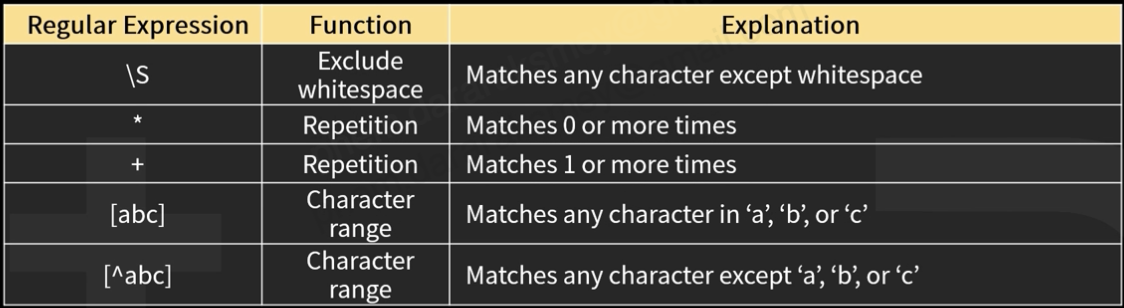 Regular Expression Function Explanation
\S Exclude whitespace Matches any character except whitespace
* Repetition Matches 0 or more times
+ Repetition Matches 1 or more times
[abc] Character range Matches any character in ‘a’, ‘b’, or ‘c’
[^abc] Character range Matches any character except ‘a’, ‘b’, or ‘c’